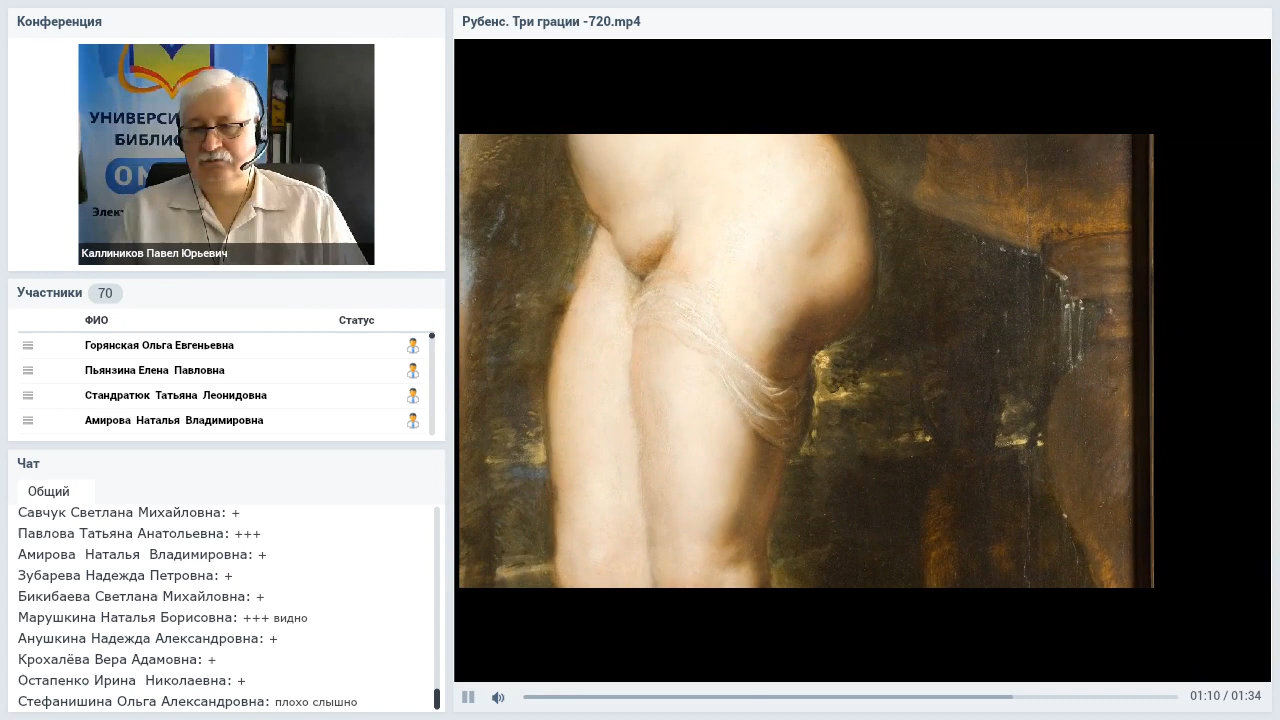 Конференция
УНИВЕРСИ
БИБЛИО
Элект
Каллиников Павел Юрьевич
Участники 70
ФИО Статус
Горянская Ольга Евгеньевна
Пьянзина Елена Павловна
Стандратюк Татьяна Леонидовна
Амирова Наталья Владимировна
Чат
Общий
Савчук Светлана Михайловна: +
Павлова Татьяна Анатольевна: +++
Амирова Наталья Владимировна: +
Зубарева Надежда Петровна: +
Бикибаева Светлана Михайловна: +
Марушкина Наталья Борисовна: +++ видно
Анушкина Надежда Александровна: +
Крохалёва Вера Адамовна: +
Остапенко Ирина Николаевна: +
Стефанишина Ольга Александровна: плохо слышно
Рубенс. Три грации -720.mp4
01:10 / 01:34